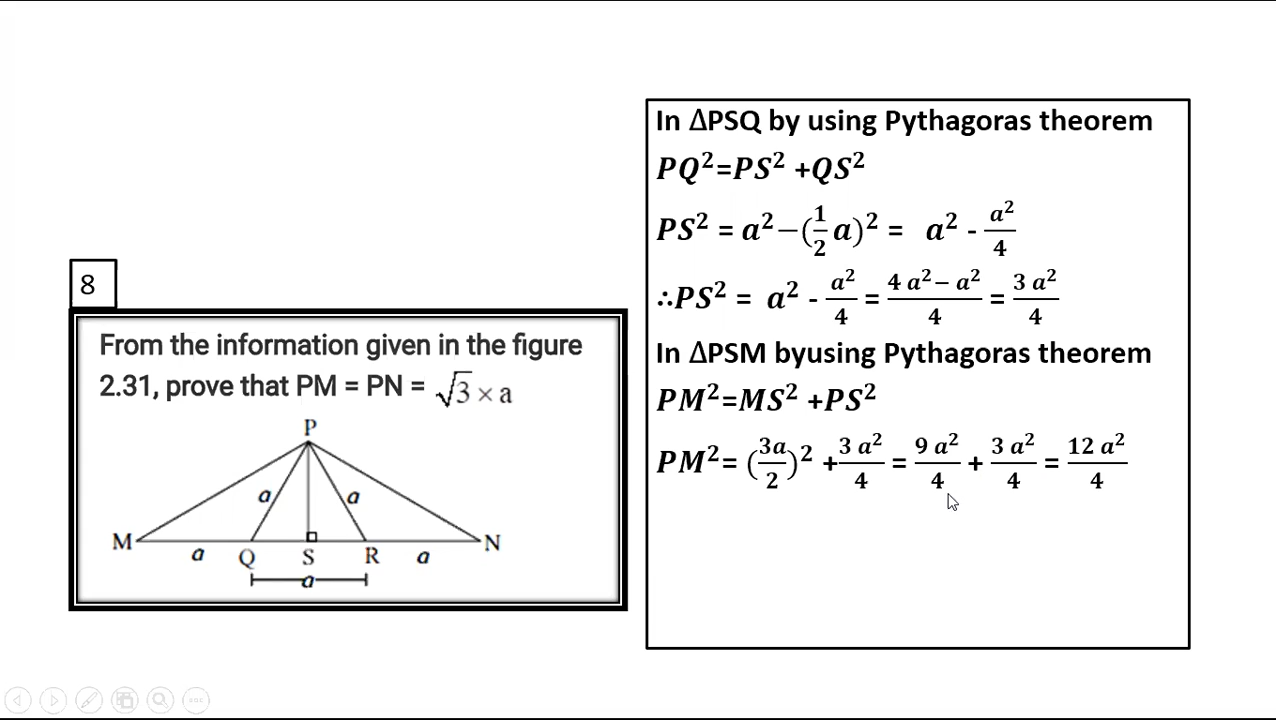 8
From the information given in the figure
2.31, prove that PM = PN = √3 × a
P
a a
M N
a Q S R a
a
In ∆PSQ by using Pythagoras theorem
PQ²=PS² +QS²
PS² = a²−(1/2 a)² = a² - a²/4
∴PS² = a² - a²/4 = 4 a²− a²/4 = 3 a²/4
In ∆PSM byusing Pythagoras theorem
PM²=MS² +PS²
PM²= (3a/2)² +3 a²/4 = 9 a²/4 + 3 a²/4 = 12 a²/4